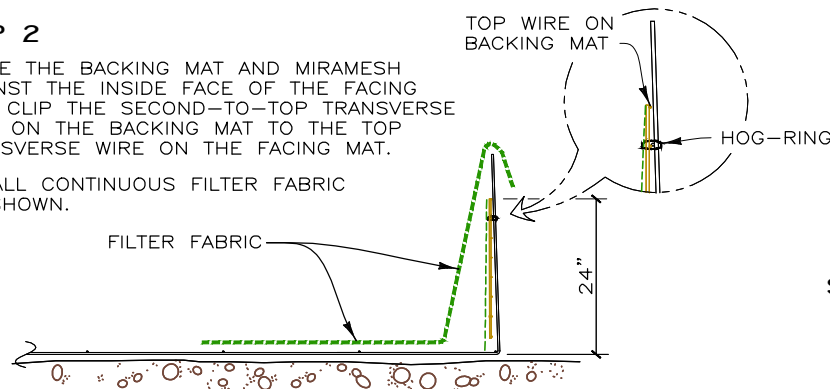 P 2
E THE BACKING MAT AND MIRAMESH
NST THE INSIDE FACE OF THE FACING
CLIP THE SECOND—TO—TOP TRANSVERSE
ON THE BACKING MAT TO THE TOP
SVERSE WIRE ON THE FACING MAT.
ALL CONTINUOUS FILTER FABRIC
SHOWN.
TOP WIRE ON
BACKING MAT
HOG—RING
FILTER FABRIC
24"
S